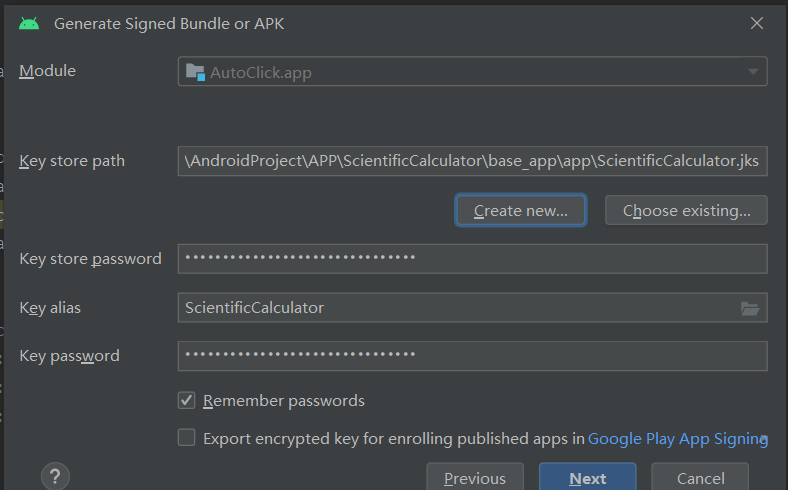 Generate Signed Bundle or APK
Module
AutoClick.app
Key store path
\AndroidProject\APP\ScientificCalculator\base_app\app\ScientificCalculator.jks
Create new...
Choose existing...
Key store password
••••••••••••••••••••••••••••••
Key alias
ScientificCalculator
Key password
••••••••••••••••••••••••••••••
Remember passwords
Export encrypted key for enrolling published apps in Google Play App Signing
?
Previous
Next
Cancel